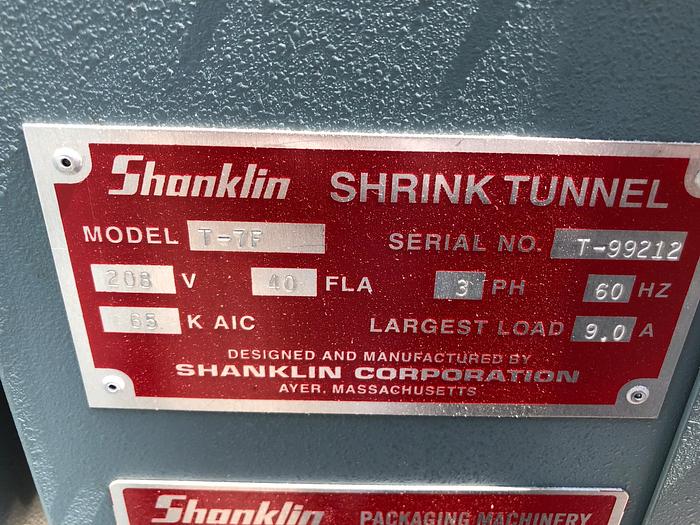 Shanklin SHRINK TUNNEL
MODEL T-7F SERIAL NO. T-99212
208 V 40 FLA 3 PH 60 HZ
65 K AIC LARGEST LOAD 9.0 A
DESIGNED AND MANUFACTURED BY
SHANKLIN CORPORATION
AYER, MASSACHUSETTS
Shanklin PACKAGING MACHINERY